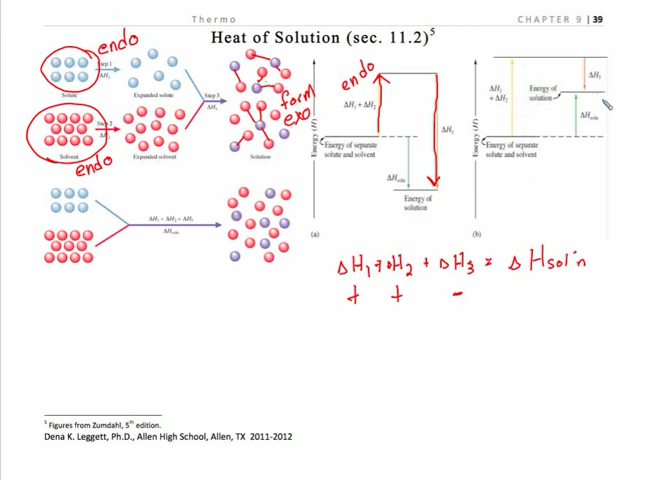 Thermo
CHAPTER 9 | 39
Heat of Solution (sec. 11.2)5
endo
Step 1
ΔH1
Solute
Expanded solute
Step 3
ΔH3
form
exo
Step 2
Solvent
Expanded solvent
Solution
endo
ΔH1 + ΔH2 + ΔH3
ΔHsoln
Energy (H)
endo
ΔH1 + ΔH2
ΔH3
Energy of separate
solute and solvent
ΔHsoln
Energy of
solution
(a)
Energy (H)
ΔH1
+ ΔH2
ΔH3
Energy of
solution
ΔHsoln
Energy of separate
solute and solvent
(b)
ΔH1 + ΔH2 + ΔH3 = ΔHsol'n
+ + -
5 Figures from Zumdahl, 5th edition.
Dena K. Leggett, Ph.D., Allen High School, Allen, TX 2011-2012